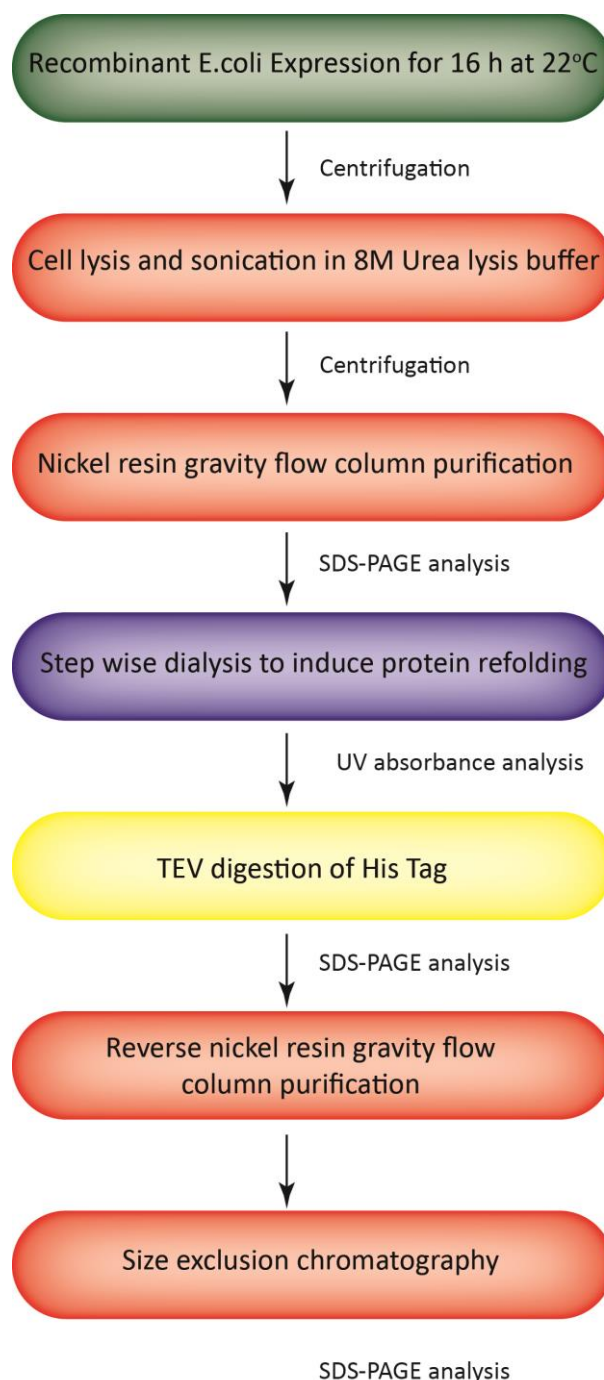 Recombinant E.coli Expression for 16 h at 22°C
Centrifugation
Cell lysis and sonication in 8M Urea lysis buffer
Centrifugation
Nickel resin gravity flow column purification
SDS-PAGE analysis
Step wise dialysis to induce protein refolding
UV absorbance analysis
TEV digestion of His Tag
SDS-PAGE analysis
Reverse nickel resin gravity flow
column purification
Size exclusion chromatography
SDS-PAGE analysis